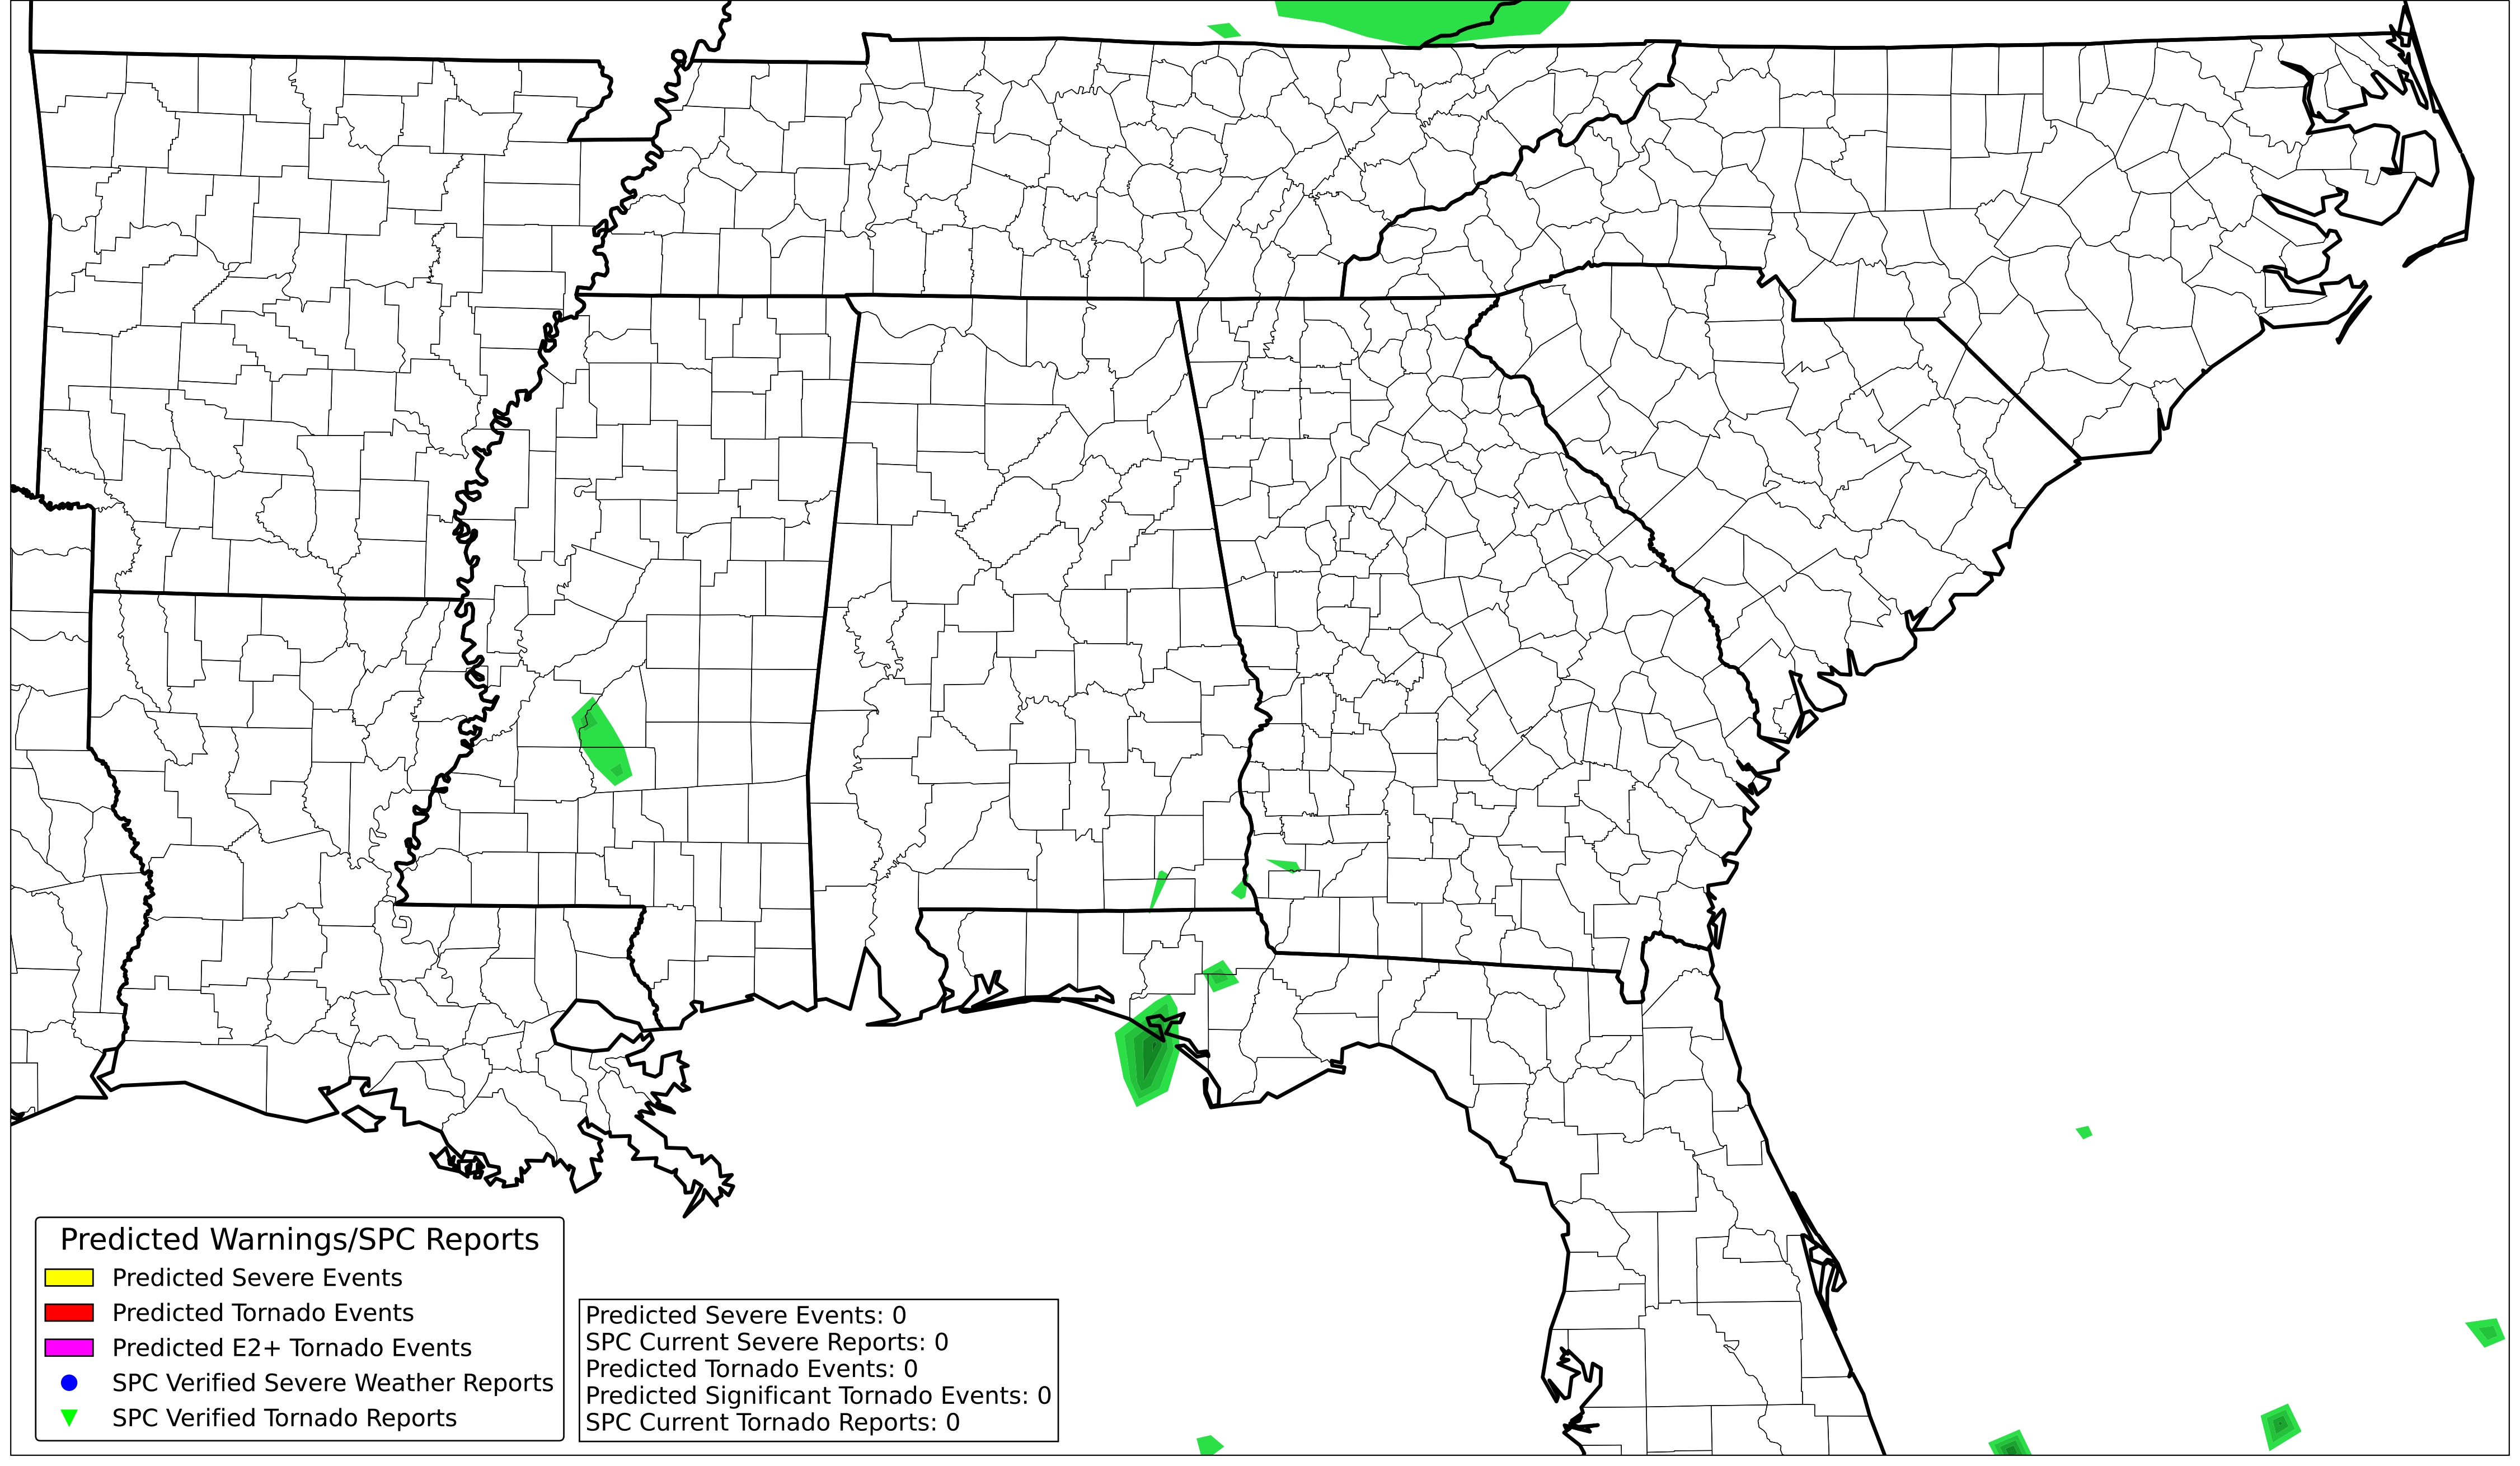 Predicted Warnings/SPC Reports
Predicted Severe Events
Predicted Tornado Events
Predicted E2+ Tornado Events
SPC Verified Severe Weather Reports
SPC Verified Tornado Reports
Predicted Severe Events: 0
SPC Current Severe Reports: 0
Predicted Tornado Events: 0
Predicted Significant Tornado Events: 0
SPC Current Tornado Reports: 0